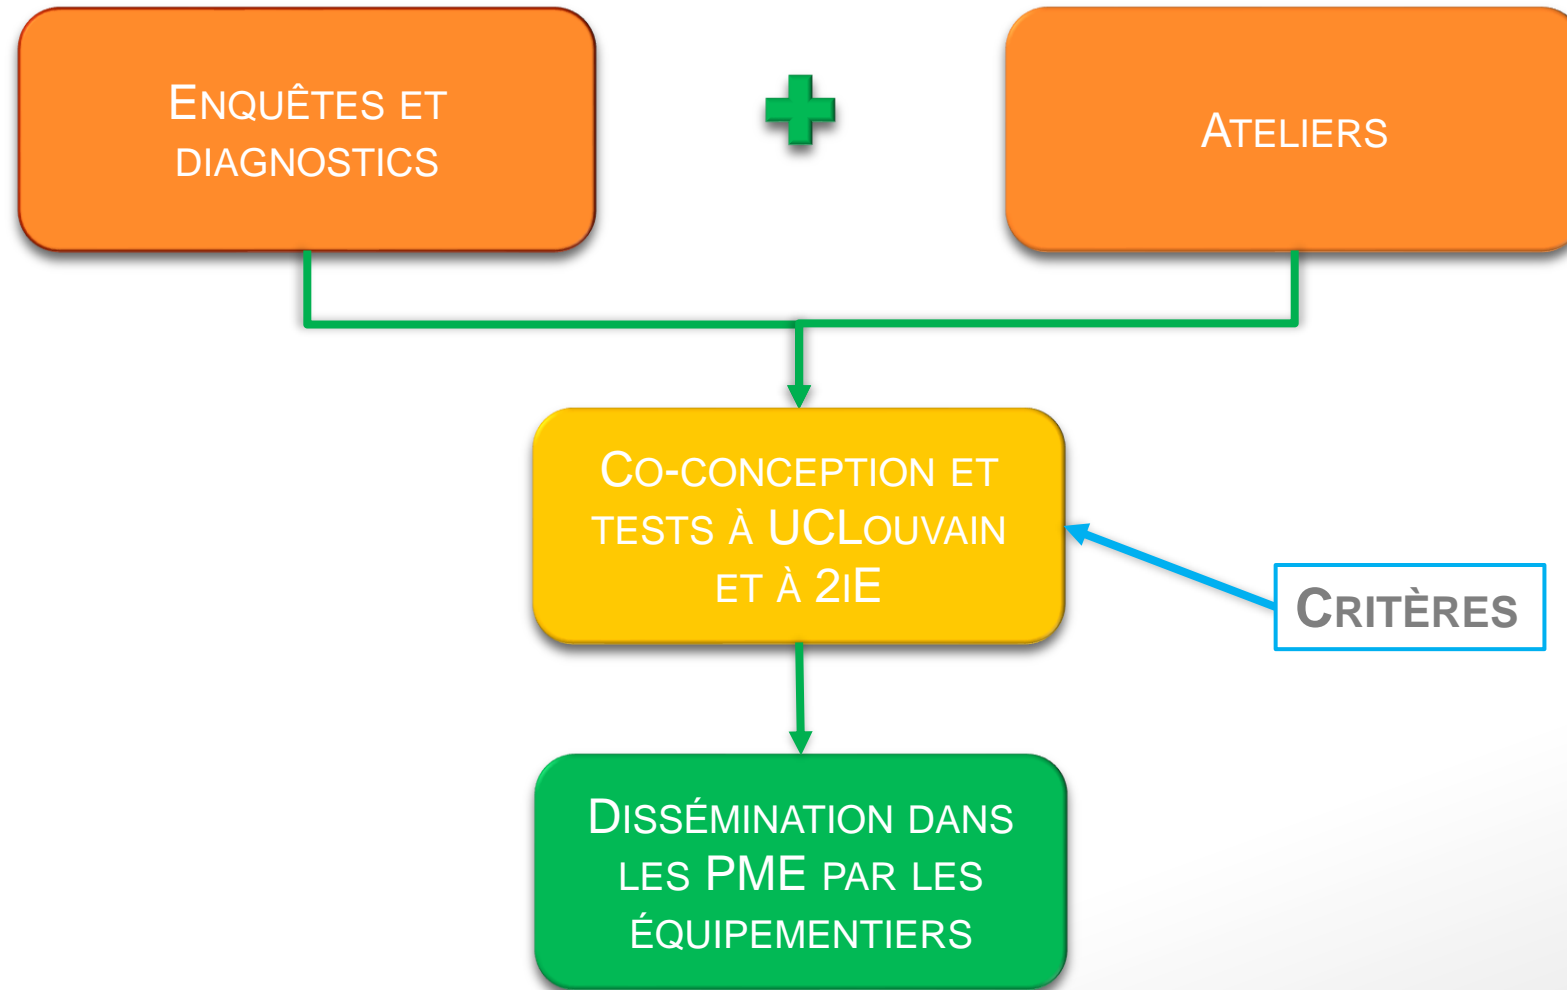 ENQUÊTES ET
DIAGNOSTICS
ATELIERS
CO-CONCEPTION ET
TESTS À UCLOUVAIN
ET À 2IE
CRITÈRES
DISSÉMINATION DANS
LES PME PAR LES
ÉQUIPEMENTIERS